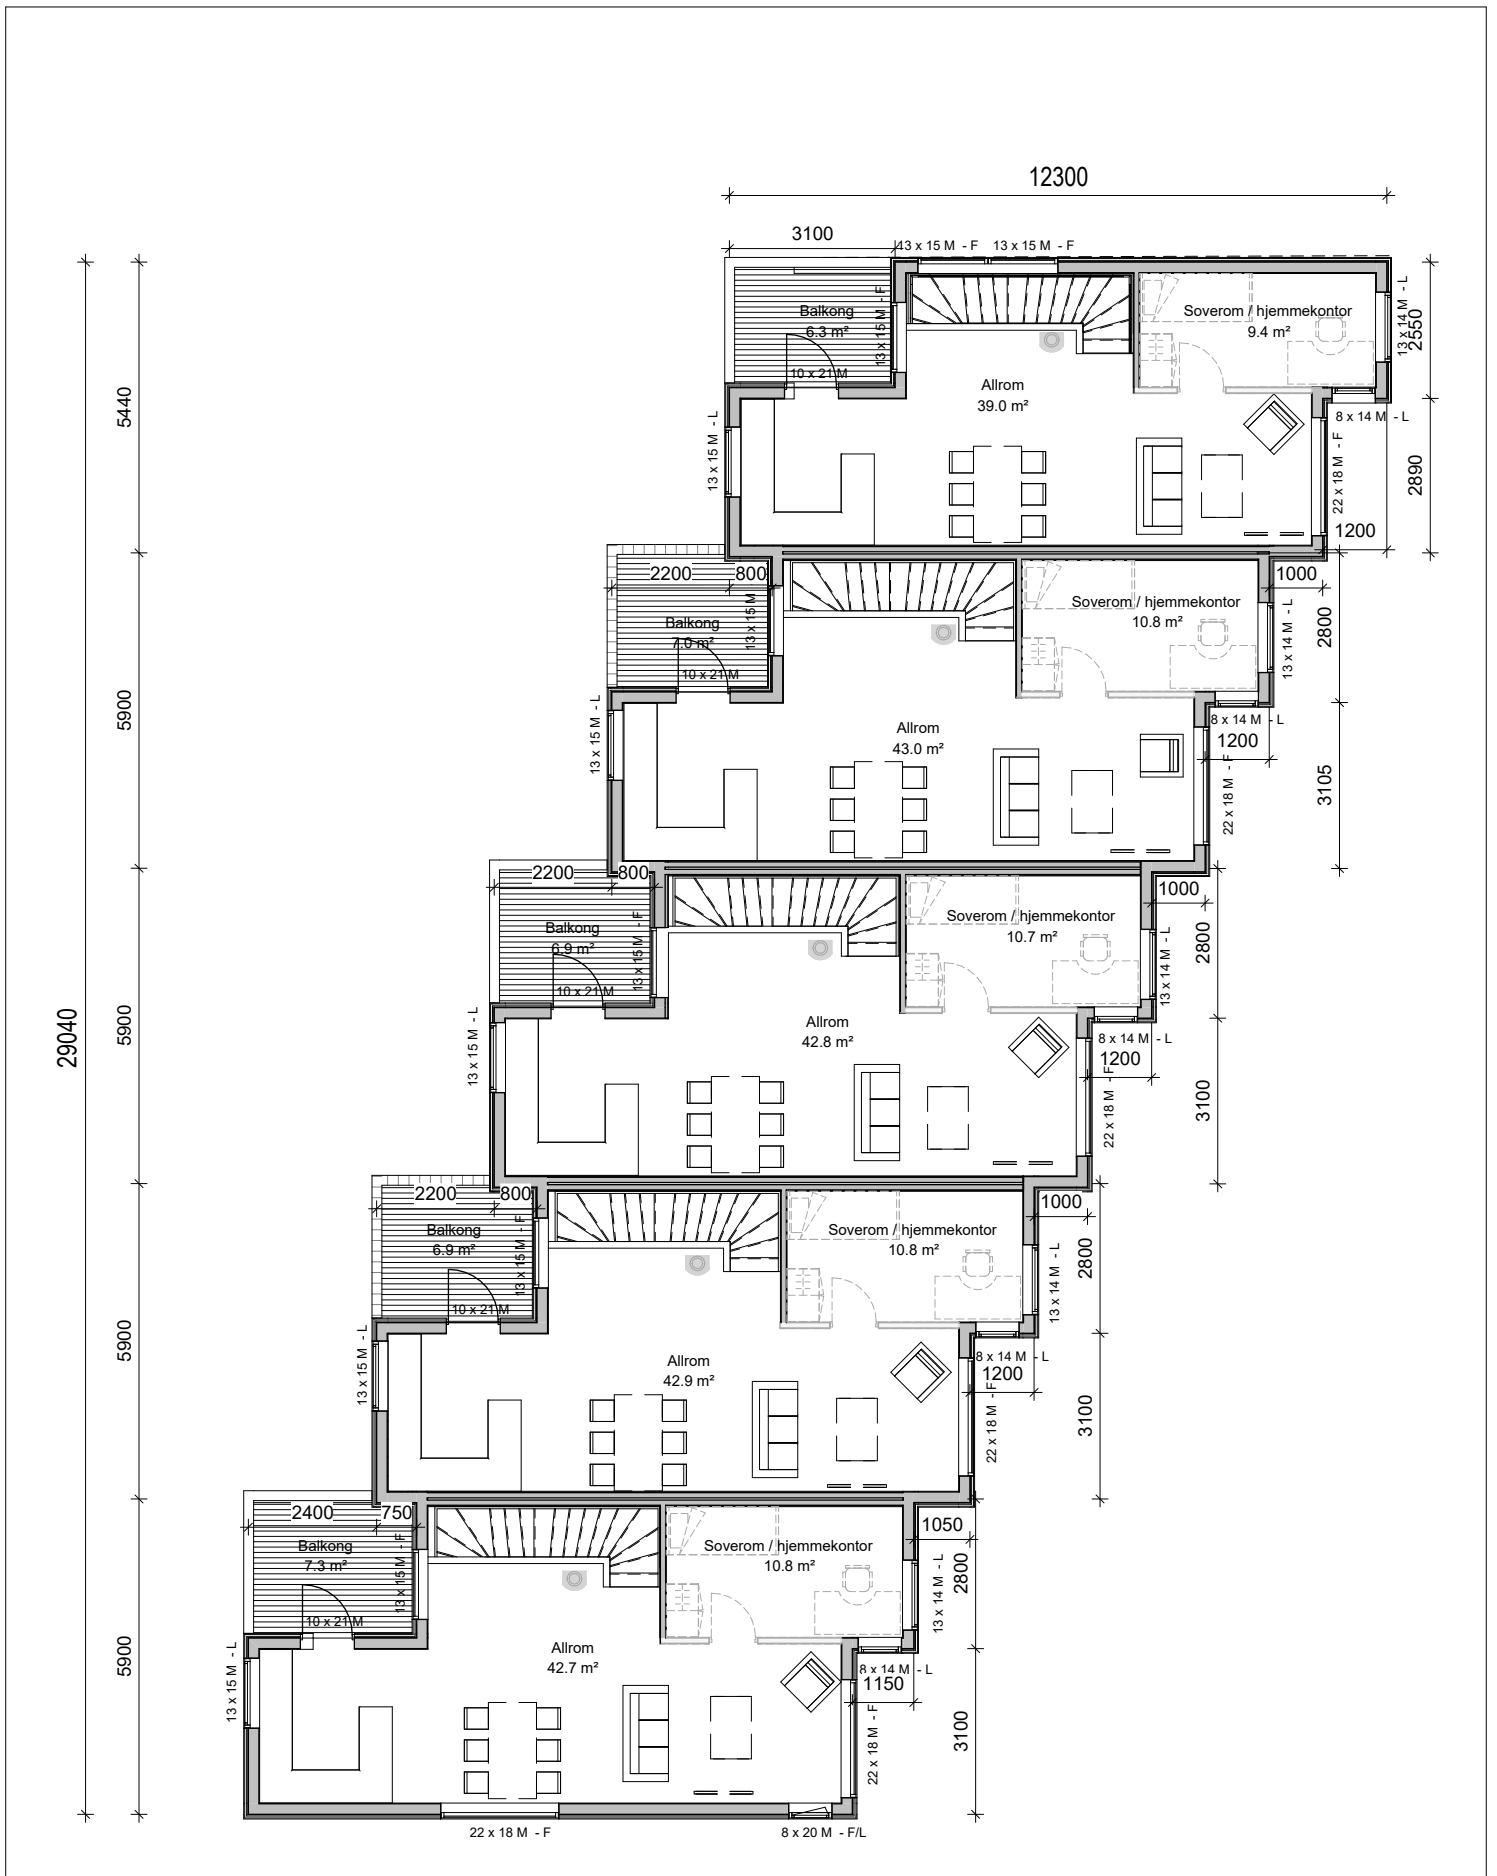 12300
3100
13 x 15 M - F
13 x 15 M - F
Balkong
6.3 m²
13 x 15 M - F
10 x 21 M
Soverom / hjemmekontor
9.4 m²
13 x 14 M - L
2550
Allrom
39.0 m²
8 x 14 M - L
5440
13 x 15 M - L
22 x 18 M - F
2890
1200
2200
800
1000
Balkong
7.0 m²
13 x 15 M
10 x 21 M
Soverom / hjemmekontor
10.8 m²
13 x 14 M - L
2800
5900
13 x 15 M - L
Allrom
43.0 m²
8 x 14 M - L
1200
22 x 18 M - F
3105
2200
800
1000
Balkong
6.9 m²
13 x 15 M - F
10 x 21 M
Soverom / hjemmekontor
10.7 m²
13 x 14 M - L
2800
29040
5900
13 x 15 M - L
Allrom
42.8 m²
8 x 14 M - L
1200
22 x 18 M - F
3100
2200
800
1000
Balkong
6.9 m²
13 x 15 M - F
10 x 21 M
Soverom / hjemmekontor
10.8 m²
13 x 14 M - L
2800
5900
13 x 15 M - L
Allrom
42.9 m²
8 x 14 M - L
1200
22 x 18 M - F
3100
2400
750
1050
Balkong
7.3 m²
13 x 15 M - F
10 x 21 M
Soverom / hjemmekontor
10.8 m²
13 x 14 M - L
2800
5900
13 x 15 M - L
Allrom
42.7 m²
8 x 14 M - L
1150
22 x 18 M - F
3100
22 x 18 M - F
8 x 20 M - F/L